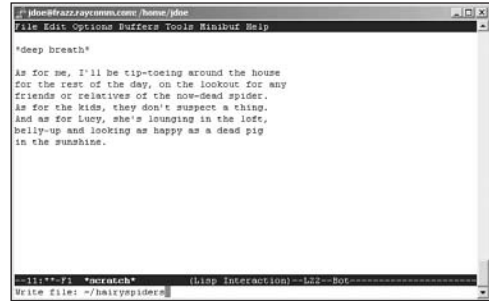 jdoe@frazz.raycomm.com: /home/jdoe
File Edit Options Buffers Tools Minibuf Help
*deep breath*
As for me, I'll be tip-toeing around the house
for the rest of the day, on the lookout for any
friends or relatives of the now-dead spider.
As for the kids, they don't suspect a thing.
And as for Lucy, she's lounging in the loft,
belly-up and looking as happy as a dead pig
in the sunshine.
--11:**-F1 *scratch* (Lisp Interaction)--L22--Bot--------------------
Write file: ~/hairyspiders